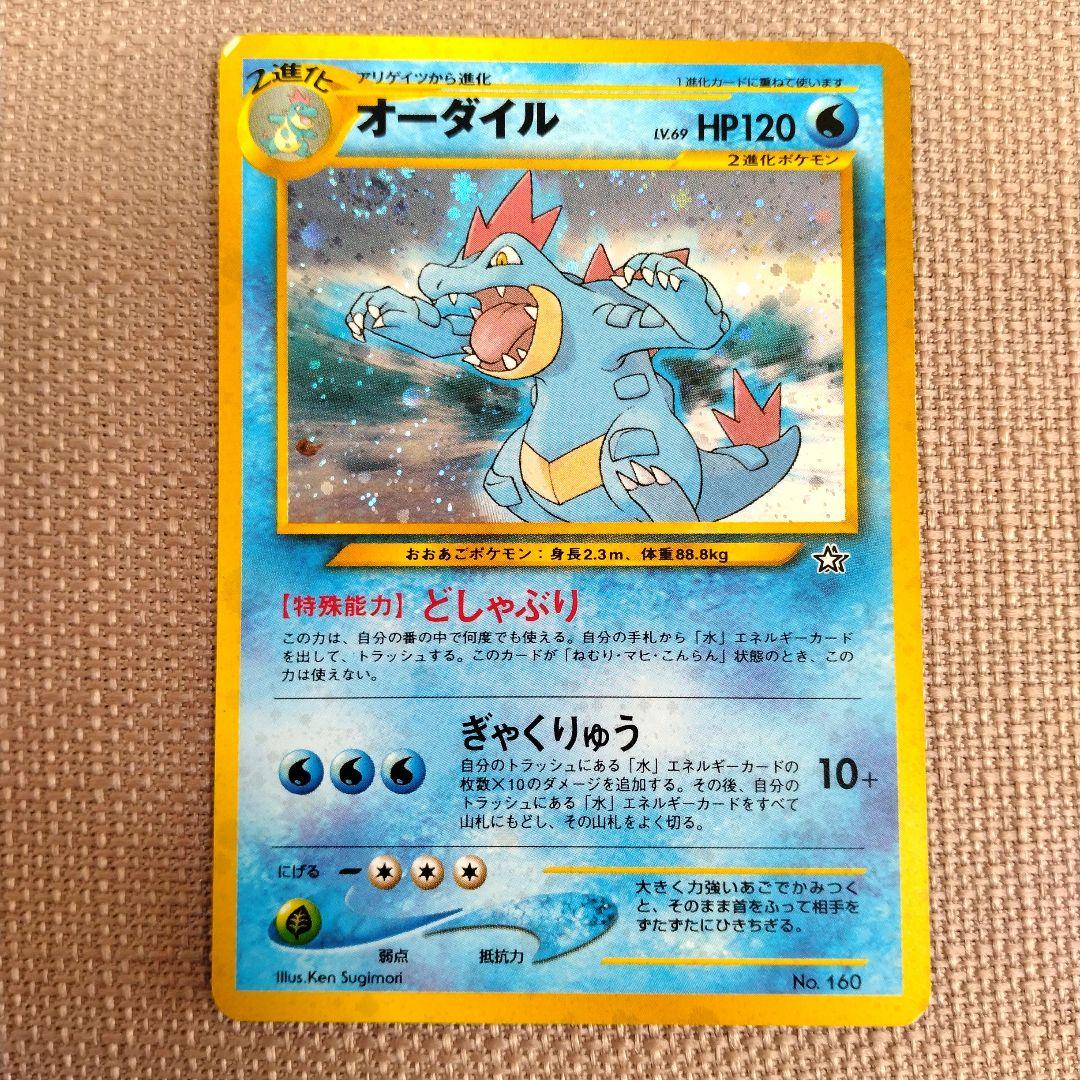 2進化
アリゲイツから進化
1進化カードに重ねて使います
オーダイル
LV.69 HP120
2進化ポケモン
おおあごポケモン：身長2.3m、体重88.8kg
【特殊能力】どしゃぶり
この力は、自分の番の中で何度でも使える。自分の手札から「水」エネルギーカード
を出して、トラッシュする。このカードが「ねむり・マヒ・こんらん」状態のとき、この
力は使えない。
ぎゃくりゅう
自分のトラッシュにある「水」エネルギーカードの
枚数×10のダメージを追加する。その後、自分の
トラッシュにある「水」エネルギーカードをすべて
山札にもどし、その山札をよく切る。
10+
にげる
大きく力強いあごでかみつく
と、そのまま首をふって相手を
ずたずたにひきちぎる。
弱点
抵抗力
Illus.Ken Sugimori
No. 160